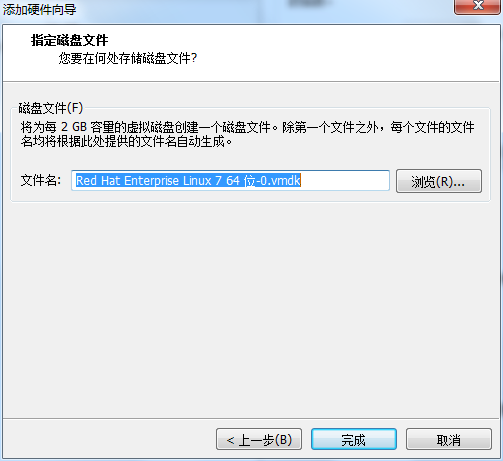 添加硬件向导
指定磁盘文件
您要在何处存储磁盘文件?
磁盘文件(F)
将为每 2 GB 容量的虚拟磁盘创建一个磁盘文件。除第一个文件之外，每个文件的文件
名均将根据此处提供的文件名自动生成。
文件名: Red Hat Enterprise Linux 7 64 位-0.vmdk 浏览(R)...
< 上一步(B) 完成 取消